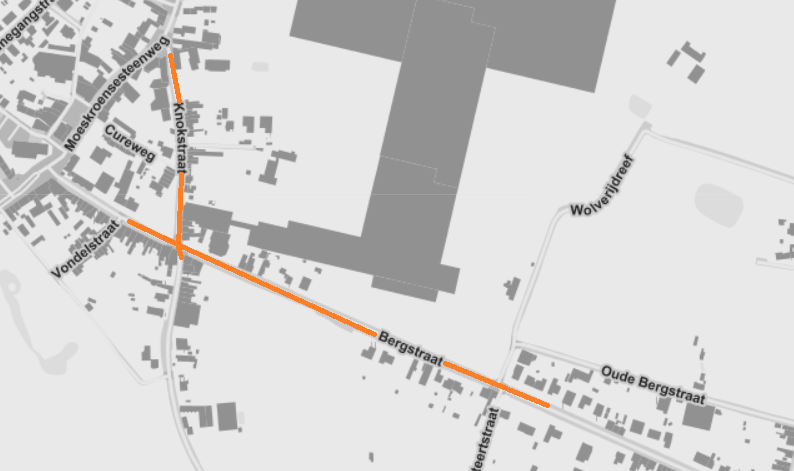 Moeskroensesteenweg
Knokstraat
Cureweg
Vondelstraat
Wolverijdreef
Bergstraat
Oude Bergstraat